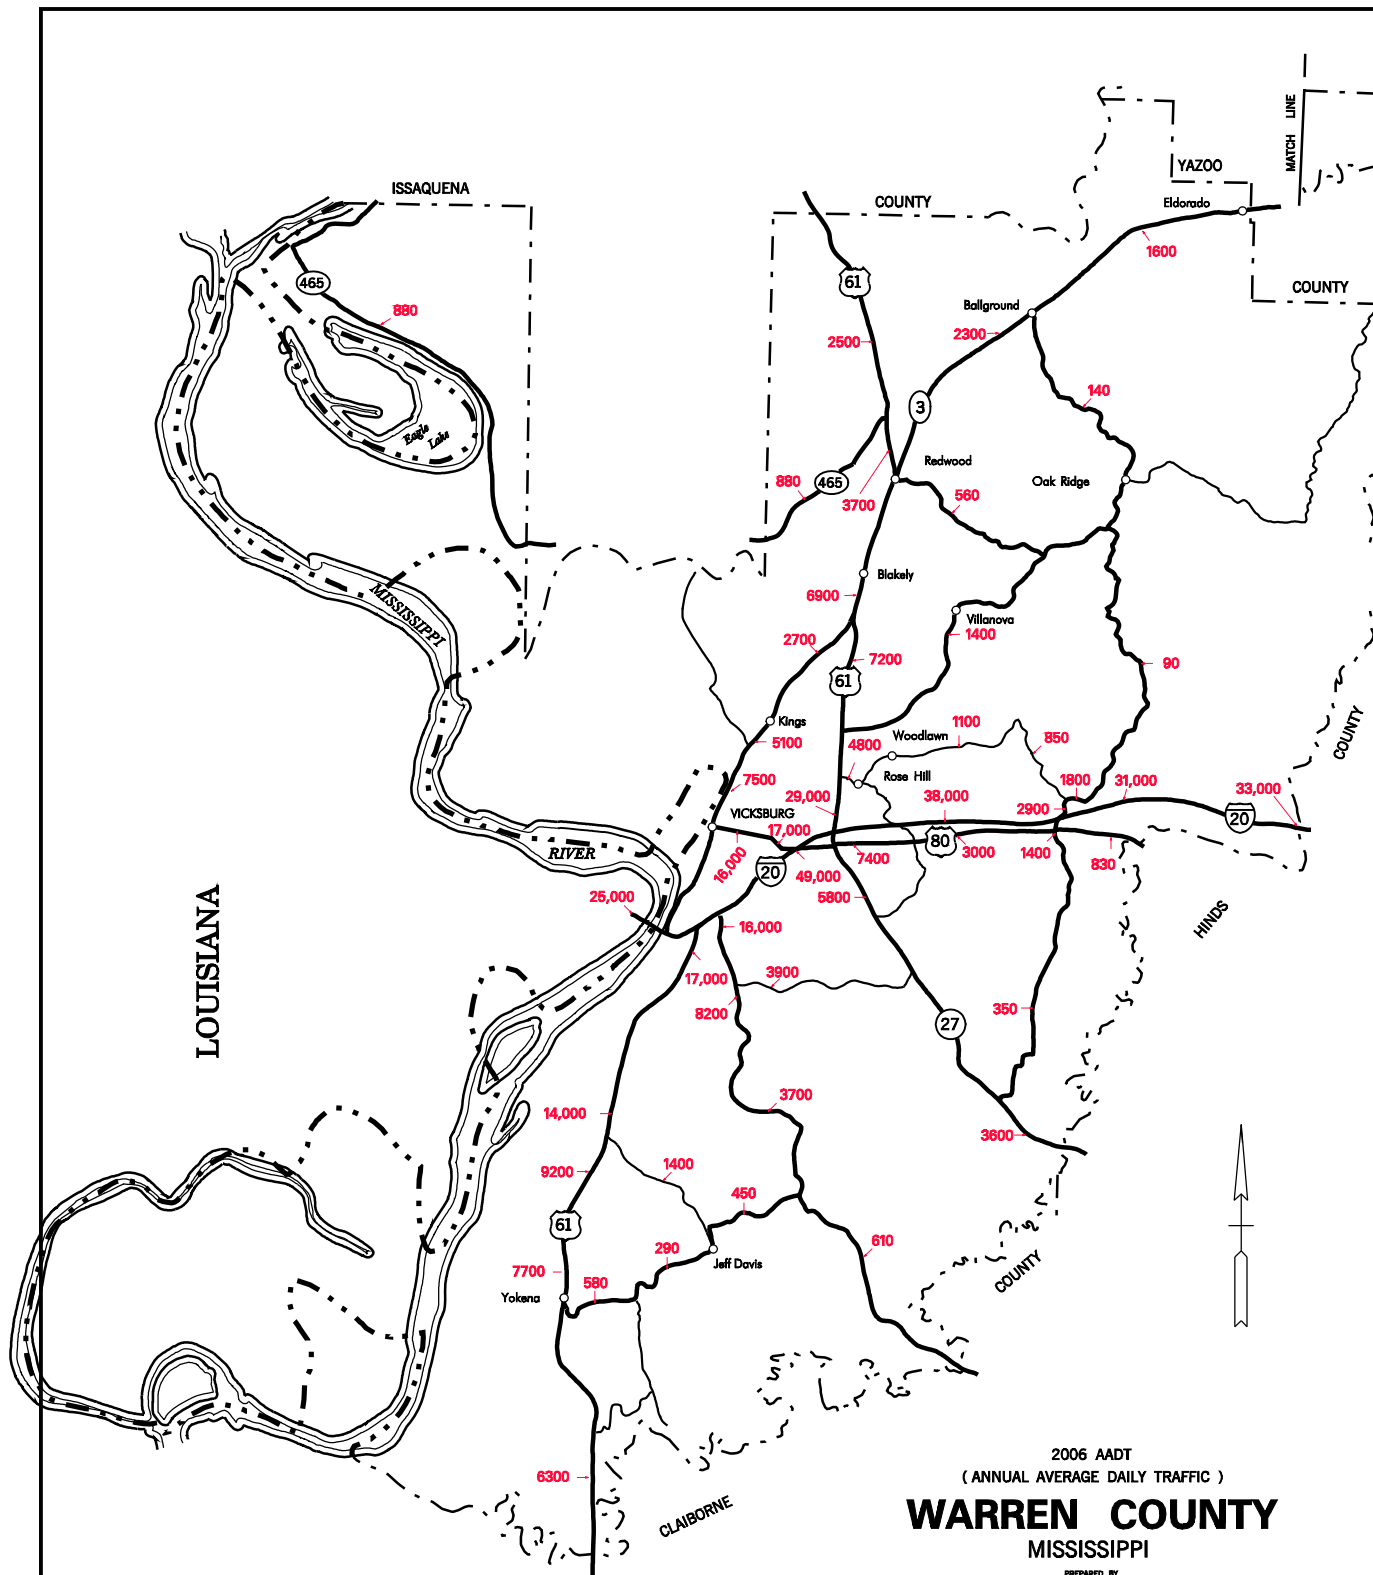 MATCH LINE
YAZOO
ISSAQUENA
COUNTY
Eldorado
1600
61
465
COUNTY
880
Ballground
2300
2500
140
3
Eagle
Lake
Redwood
880
465
3700
560
Oak Ridge
Blakely
6900
MISSISSIPPI
Villanova
1400
2700
7200
90
61
Kings
5100
Woodlawn
1100
850
COUNTY
4800
Rose Hill
7500
1800
31,000
33,000
29,000
38,000
2900
VICKSBURG
17,000
20
80
RIVER
16,000
7400
3000
1400
830
20
49,000
25,000
5800
LOUISIANA
HINDS
16,000
17,000
3900
8200
350
27
14,000
3700
3600
9200
1400
450
61
610
290
Jeff Davis
7700
580
COUNTY
Yokena
6300
CLAIBORNE
2006 AADT
( ANNUAL AVERAGE DAILY TRAFFIC )
WARREN COUNTY
MISSISSIPPI
PREPARED BY